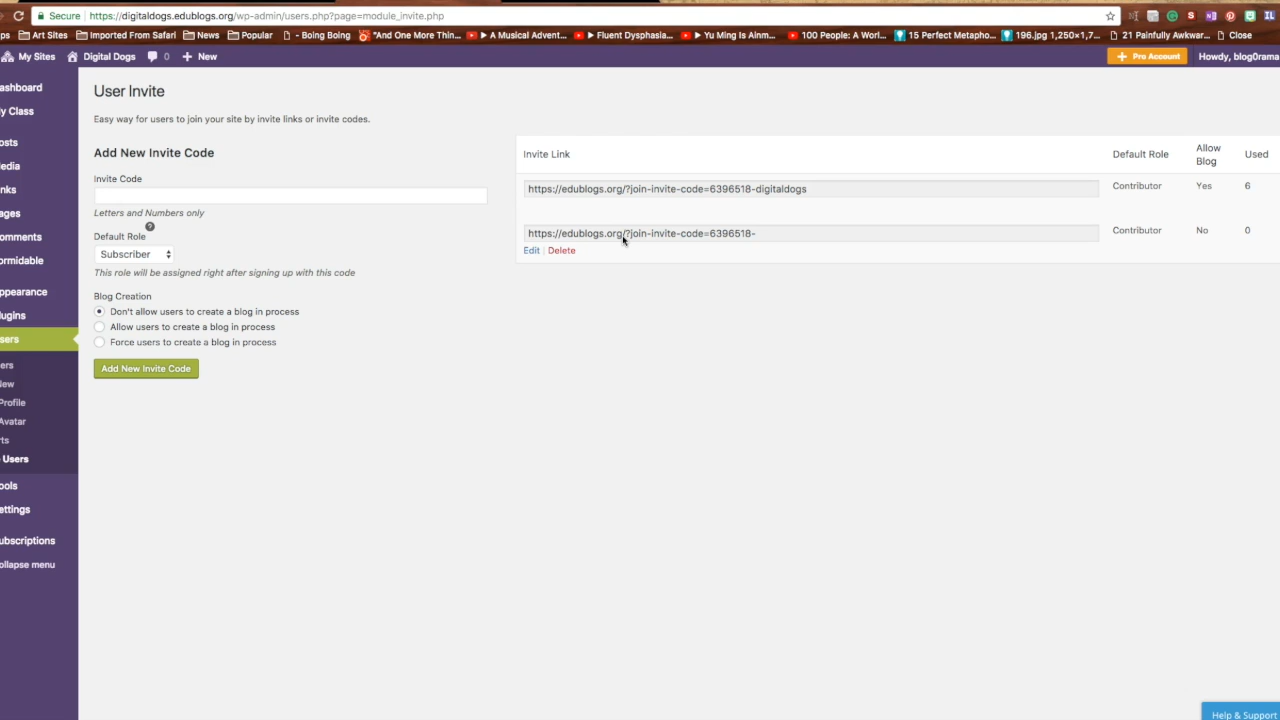 Secure https://digitaldogs.edublogs.org/wp-admin/users.php?page=module_invite.php
ps Art Sites Imported From Safari News Popular - Boing Boing "And One More Thin... A Musical Advent... Fluent Dysphasia... Yu Ming Is Ainm... 100 People: A Worl... 15 Perfect Metapho... 196.jpg 1,250×1,7... 21 Painfully Awkwar... Close
My Sites Digital Dogs 0 + New Pro Account Howdy, blog0rama
ashboard
y Class
osts
edia
nks
ages
omments
ormidable
ppearance
lugins
sers
ers
ew
Profile
Avatar
ts
Users
ools
ettings
ubscriptions
ollapse menu
User Invite
Easy way for users to join your site by invite links or invite codes.
Add New Invite Code
Invite Code
Letters and Numbers only
?
Default Role
Subscriber
This role will be assigned right after signing up with this code
Blog Creation
Don't allow users to create a blog in process
Allow users to create a blog in process
Force users to create a blog in process
Add New Invite Code
Invite Link Default Role Allow Blog Used
https://edublogs.org/?join-invite-code=6396518-digitaldogs Contributor Yes 6
https://edublogs.org/?join-invite-code=6396518- Contributor No 0
Edit | Delete
Help & Support